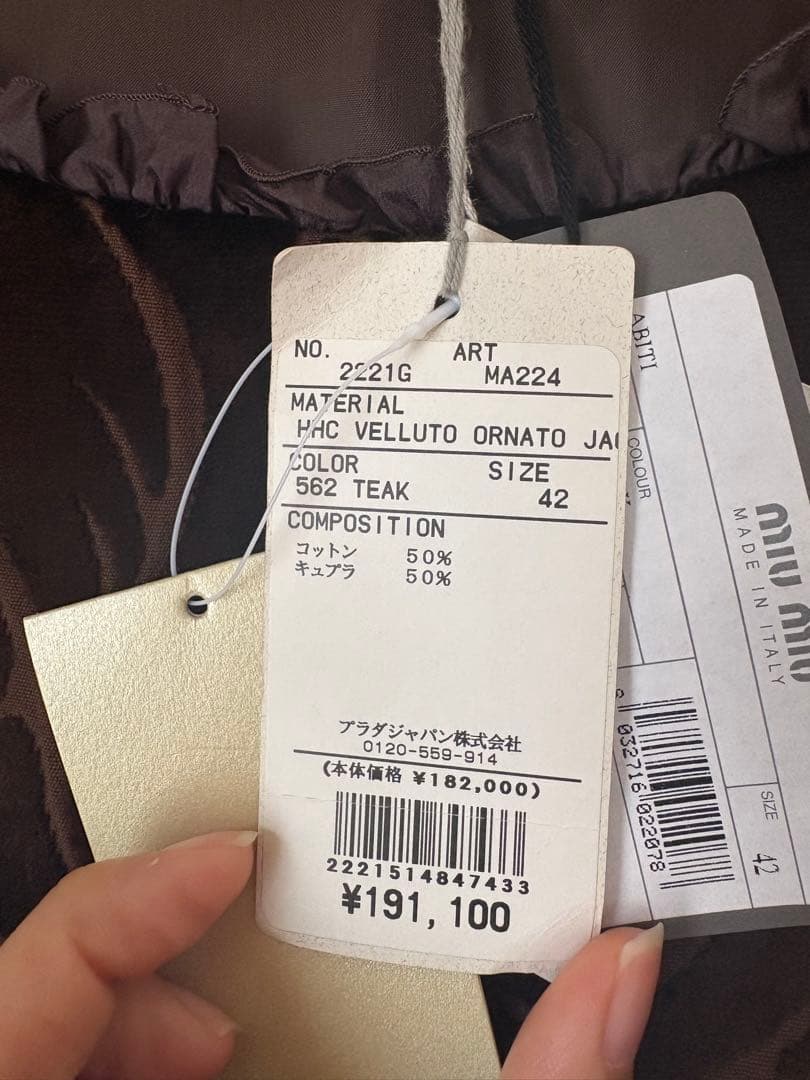 NO. ART
2221G MA224
MATERIAL
HHC VELLUTO ORNATO
COLOR SIZE
562 TEAK 42
COMPOSITION
コットン 50%
キュプラ 50%
プラダジャパン株式会社
0120-559-914
(本体価格 ¥182,000)
2221514847433
¥191,100
ABITI
COLOUR
MIU MIU
MADE IN ITALY
SIZE
42
032716 022078